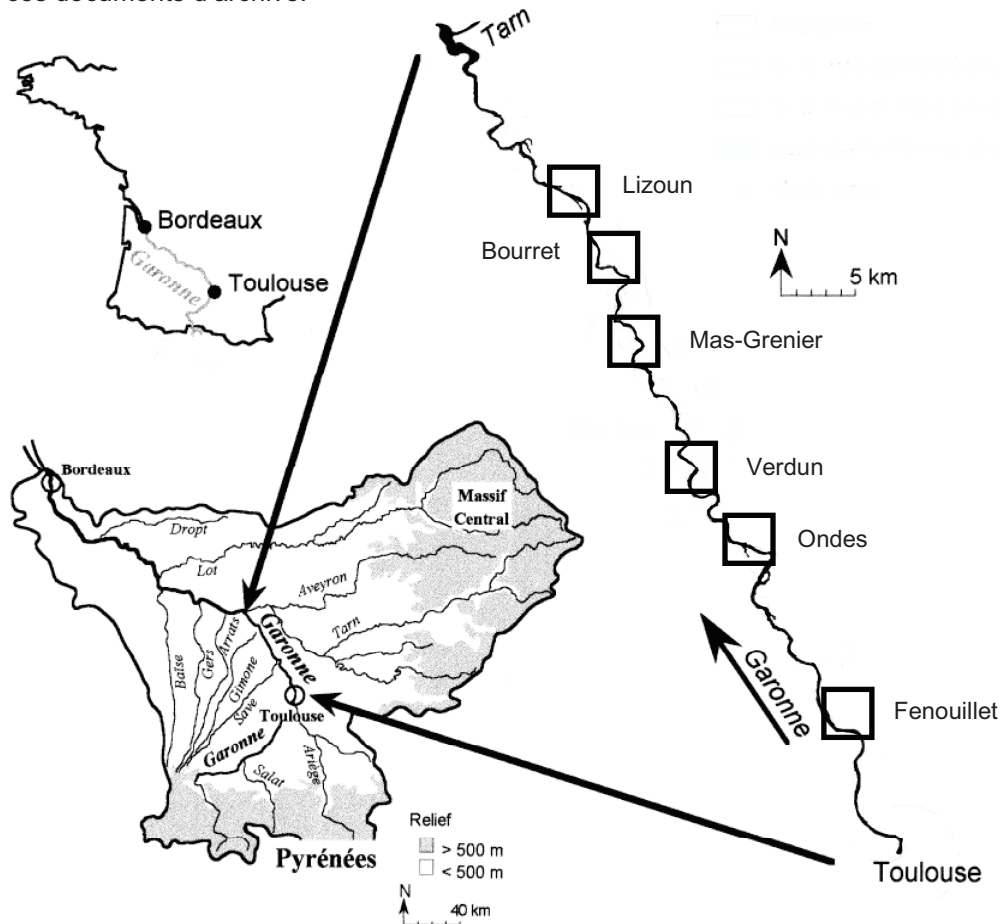 ces documents d'archive.
Tarn
Bordeaux
Garonne
Toulouse
Lizoun
Bourret
N
5 km
Mas-Grenier
Verdun
Ondes
Garonne
Fenouillet
Toulouse
Bordeaux
Massif
Central
Dropt
Lot
Aveyron
Tarn
Garonne
Baïse
Gers
Arrats
Gimone
Save
Toulouse
Garonne
Salat
Ariège
Pyrénées
Relief
> 500 m
< 500 m
N
40 km